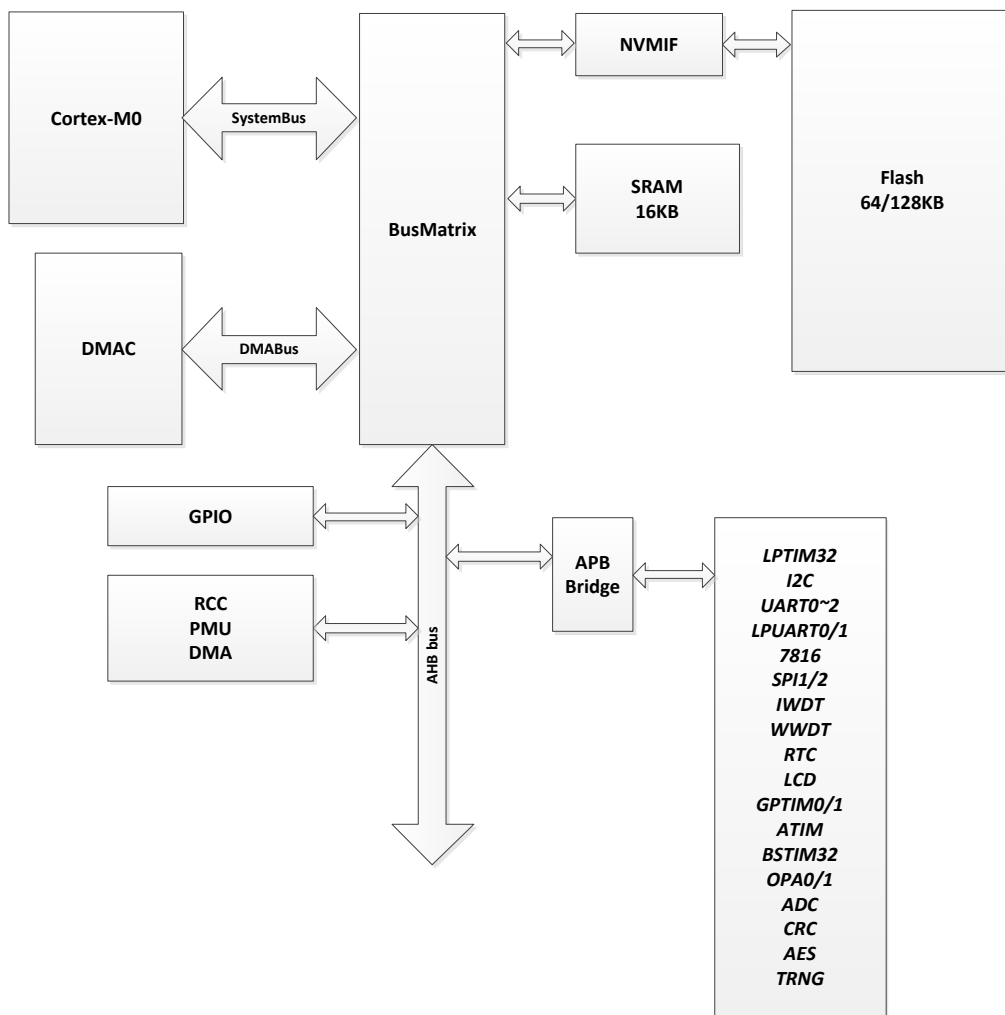 Cortex-M0
SystemBus
BusMatrix
NVMIF
SRAM
16KB
Flash
64/128KB
DMAC
DMABus
GPIO
RCC
PMU
DMA
AHB bus
APB
Bridge
LPTIM32
I2C
UART0~2
LPUART0/1
7816
SPI1/2
IWDT
WWDT
RTC
LCD
GPTIM0/1
ATIM
BSTIM32
OPA0/1
ADC
CRC
AES
TRNG